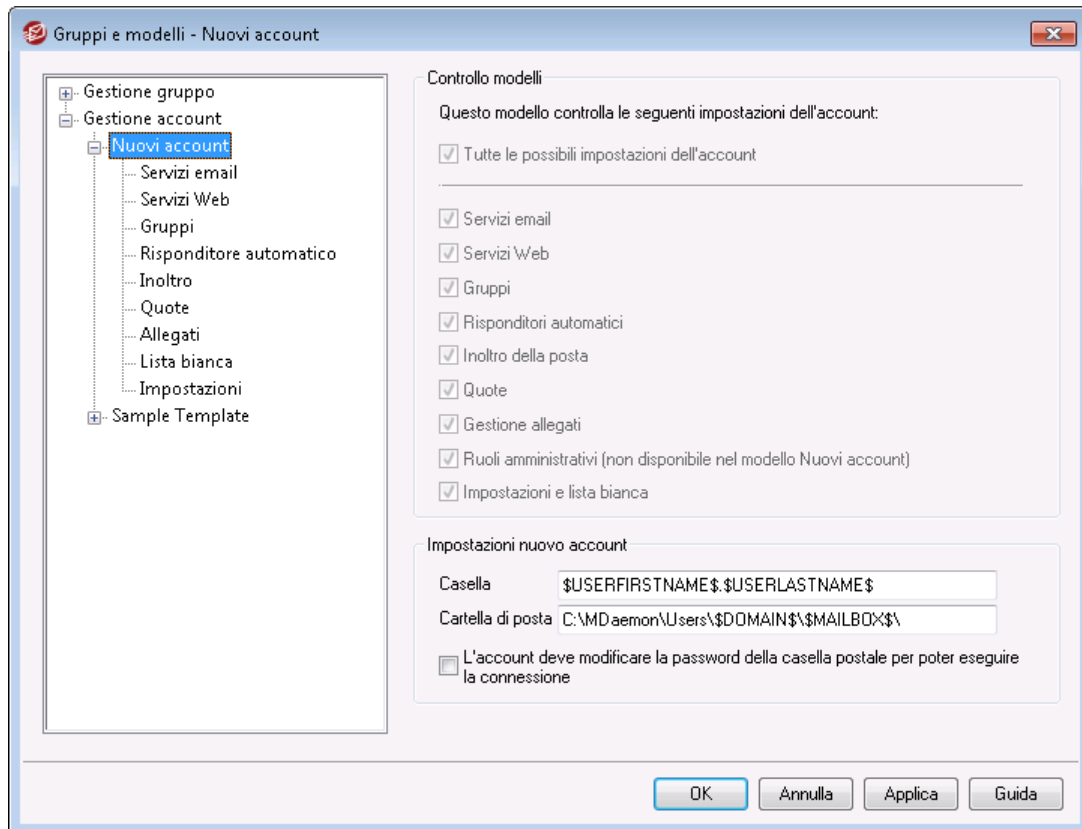 Gruppi e modelli - Nuovi account
Gestione gruppo
Gestione account
Nuovi account
Servizi email
Servizi Web
Gruppi
Risponditore automatico
Inoltro
Quote
Allegati
Lista bianca
Impostazioni
Sample Template
Controllo modelli
Questo modello controlla le seguenti impostazioni dell'account:
Tutte le possibili impostazioni dell'account
Servizi email
Servizi Web
Gruppi
Risponditori automatici
Inoltro della posta
Quote
Gestione allegati
Ruoli amministrativi (non disponibile nel modello Nuovi account)
Impostazioni e lista bianca
Impostazioni nuovo account
Casella $USERFIRSTNAME$.$USERLASTNAME$
Cartella di posta C:\MDaemon\Users\$DOMAIN$\$MAILBOX$\
L'account deve modificare la password della casella postale per poter eseguire
la connessione
OK Annulla Applica Guida